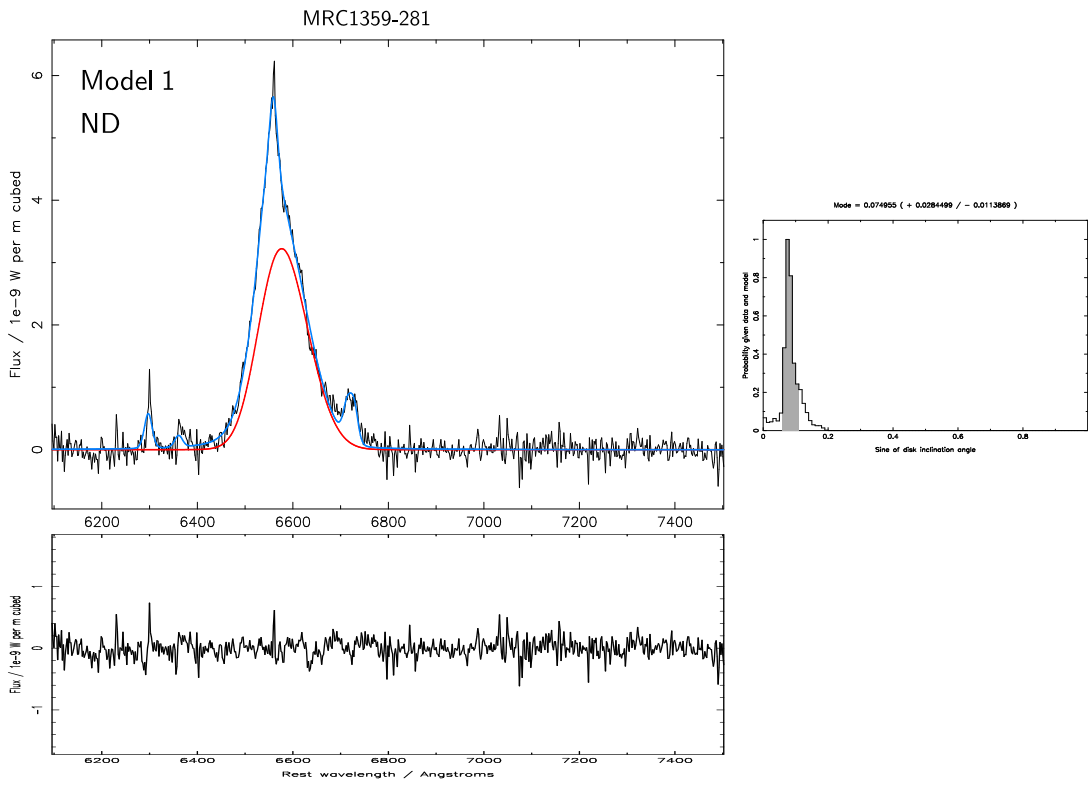 MRC1359-281
Model 1
ND
Flux / 1e-9 W per m cubed
6
4
2
0
6200 6400 6600 6800 7000 7200 7400
Mode = 0.074955 ( + 0.0284499 / - 0.0113869 )
Probability given data and model
1
0.8
0.6
0.4
0.2
0
0 0.2 0.4 0.6 0.8
Sine of disk inclination angle
Flux / 1e-9 W per m cubed
1
0
-1
6200 6400 6600 6800 7000 7200 7400
Rest wavelength / Angstroms